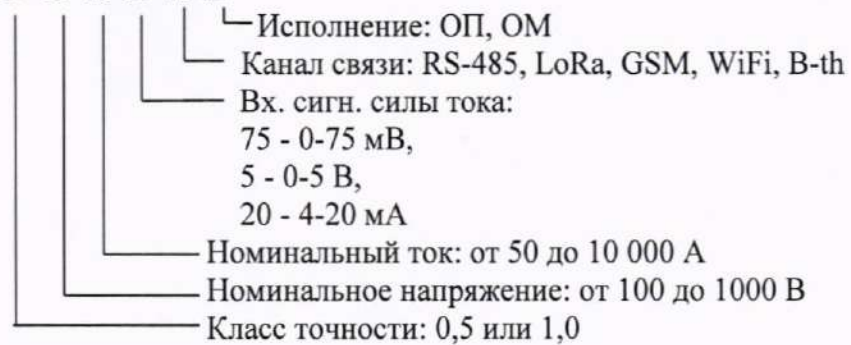 Исполнение: ОП, ОМ
Канал связи: RS-485, LoRa, GSM, WiFi, B-th
Вх. сигн. силы тока:
75 - 0-75 мВ,
5 - 0-5 В,
20 - 4-20 мА
Номинальный ток: от 50 до 10 000 А
Номинальное напряжение: от 100 до 1000 В
Класс точности: 0,5 или 1,0